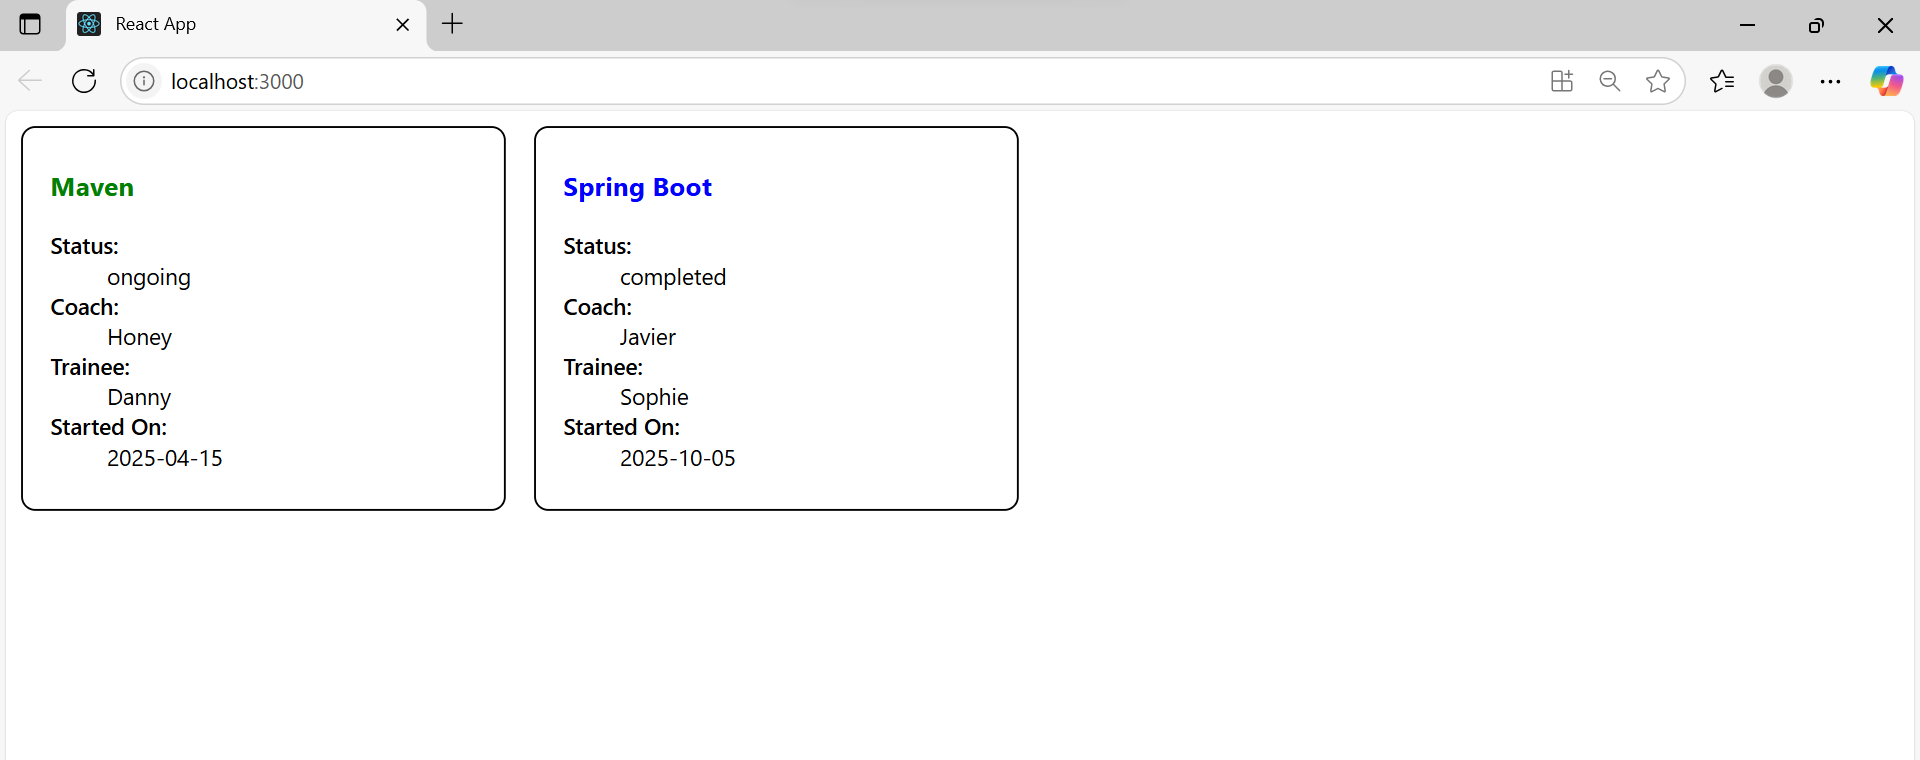 React App
localhost:3000
Maven
Status:
ongoing
Coach:
Honey
Trainee:
Danny
Started On:
2025-04-15
Spring Boot
Status:
completed
Coach:
Javier
Trainee:
Sophie
Started On:
2025-10-05